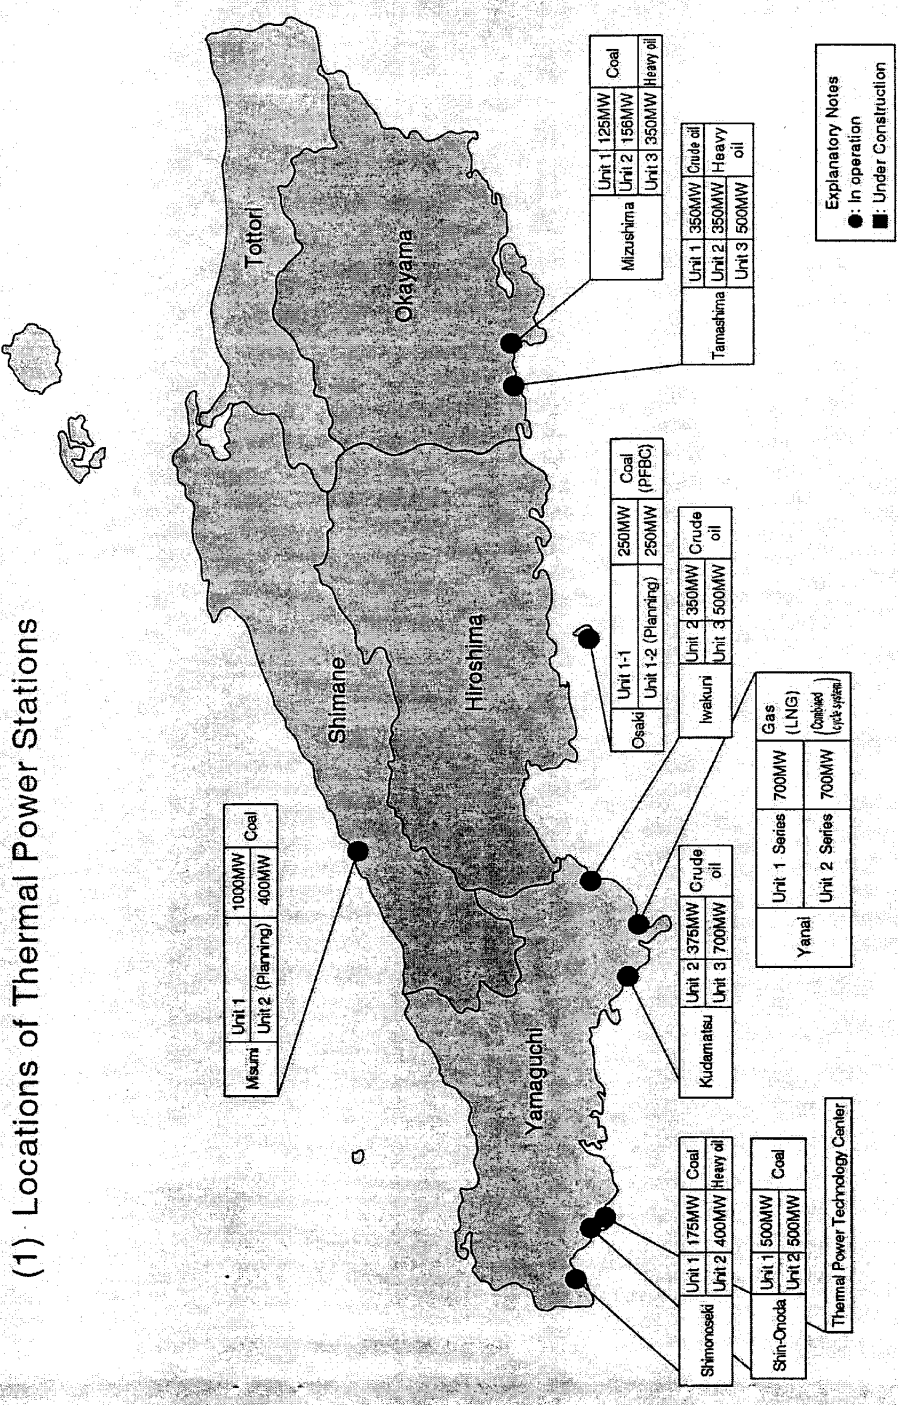 (1) Locations of Thermal Power Stations
Tottori
Okayama
Shimane
Hiroshima
Yamaguchi
Misumi
Unit 1 1000MW Coal
Unit 2 (Planning) 400MW
Mizushima
Unit 1 125MW Coal
Unit 2 156MW
Unit 3 350MW Heavy oil
Tamashima
Unit 1 350MW Crude oil
Unit 2 350MW Heavy
Unit 3 500MW oil
Osaki
Unit 1-1 250MW Coal
Unit 1-2 (Planning) 250MW (PFBC)
Iwakuni
Unit 2 350MW Crude
Unit 3 500MW oil
Yanai
Unit 1 Series 700MW Gas
(LNG)
Unit 2 Series 700MW (Combined
cycle system)
Kudamatsu
Unit 2 375MW Crude
Unit 3 700MW oil
Shimonoseki
Unit 1 175MW Coal
Unit 2 400MW Heavy oil
Shin-Onoda
Unit 1 500MW Coal
Unit 2 500MW
Thermal Power Technology Center
Explanatory Notes
●: In operation
■: Under Construction